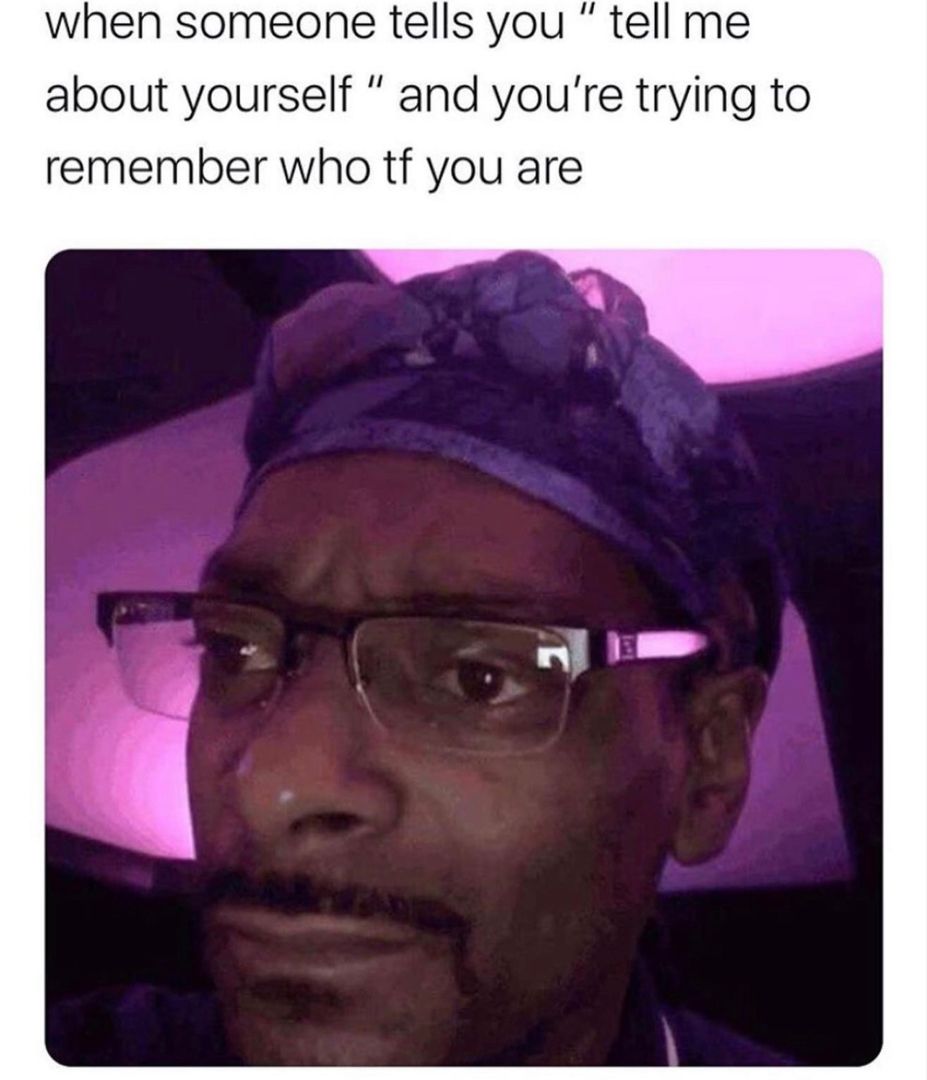 when someone tells you “ tell me
about yourself “ and you’re trying to
remember who tf you are